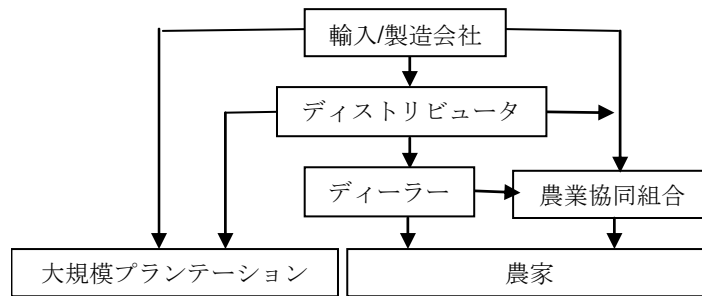 輸入/製造会社
ディストリビュータ
ディーラー
農業協同組合
大規模プランテーション
農家